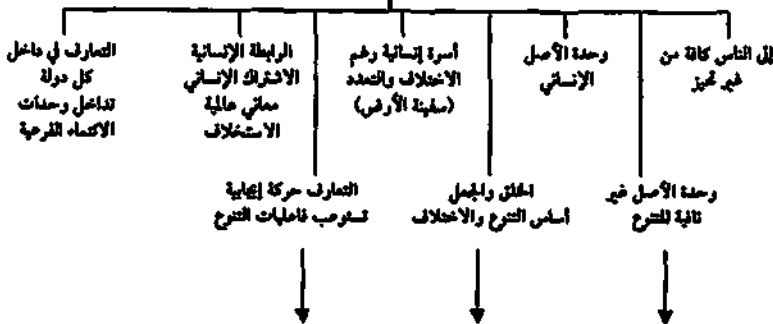 إلى الناس كافة من
غير تحيز
وحدة الأصل
الإنساني
أسرة إنسانية رغم
الاختلاف والتعدد
(سفينة الأرض)
الرابطة الإنسانية
الاشتراك الإنساني
معاني عالمية
الاستخلاف
التعارف في داخل
كل دولة
تداخل وحدات
الانتماء الفرعية
وحدة الأصل غير
نافية للتنوع
الخلق والجعل
أساس التنوع والاختلاف
التعارف حركة إيجابية
تستوعب فاعليات التنوع